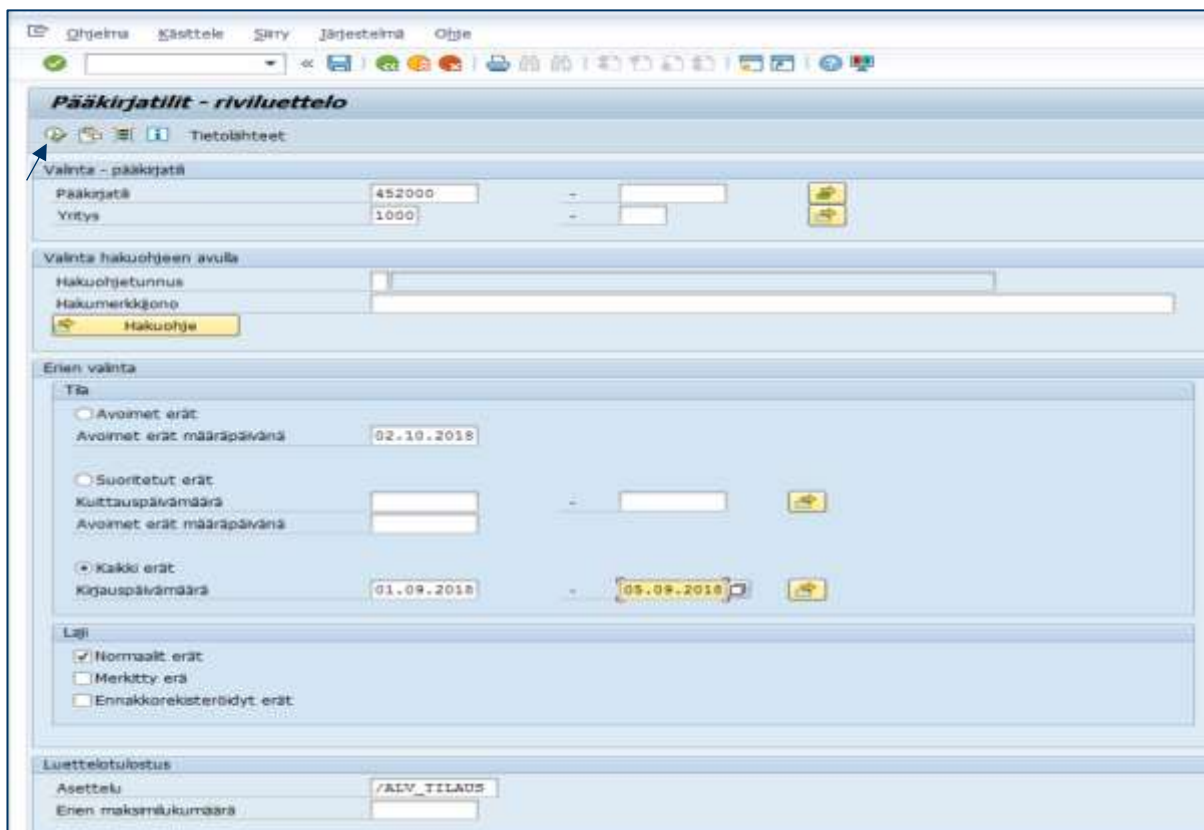 Ohjelma Käsittele Siirry Järjestelmä Ohje
Pääkirjatilit - riviluettelo
Tietolähteet
Valinta - pääkirjatili
Pääkirjatili 452000 -
Yritys 1000 -
Valinta hakuohjeen avulla
Hakuohjetunnus
Hakumerkkijono
Hakuohje
Erien valinta
Tila
Avoimet erät
Avoimet erät määräpäivänä 02.10.2018
Suoritetut erät
Kuittauspäivämäärä -
Avoimet erät määräpäivänä
Kaikki erät
Kirjauspäivämäärä 01.09.2018 - 05.09.2018
Laji
Normaalit erät
Merkitty erä
Ennakkorekisteröidyt erät
Luettelotulostus
Asettelu /ALV_TILAUS
Erien maksimilukumäärä